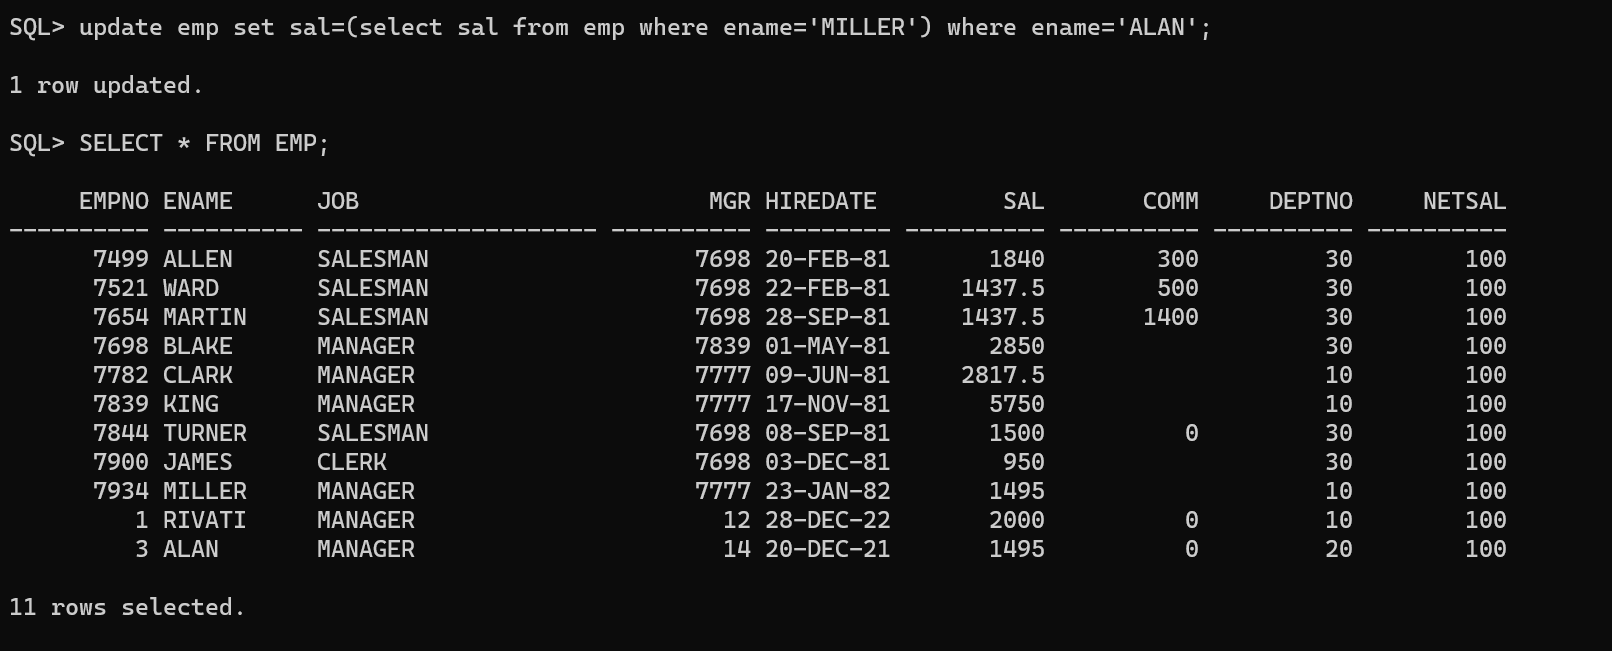 SQL> update emp set sal=(select sal from emp where ename='MILLER') where ename='ALAN';
1 row updated.
SQL> SELECT * FROM EMP;
     EMPNO ENAME      JOB                         MGR HIREDATE         SAL       COMM     DEPTNO     NETSAL
---------- ---------- -------------------- ---------- --------- ---------- ---------- ---------- ----------
      7499 ALLEN      SALESMAN                   7698 20-FEB-81       1840        300         30        100
      7521 WARD       SALESMAN                   7698 22-FEB-81     1437.5        500         30        100
      7654 MARTIN     SALESMAN                   7698 28-SEP-81     1437.5       1400         30        100
      7698 BLAKE      MANAGER                    7839 01-MAY-81       2850                    30        100
      7782 CLARK      MANAGER                    7777 09-JUN-81     2817.5                    10        100
      7839 KING       MANAGER                    7777 17-NOV-81       5750                    10        100
      7844 TURNER     SALESMAN                   7698 08-SEP-81       1500          0         30        100
      7900 JAMES      CLERK                      7698 03-DEC-81        950                    30        100
      7934 MILLER     MANAGER                    7777 23-JAN-82       1495                    10        100
         1 RIVATI     MANAGER                      12 28-DEC-22       2000          0         10        100
         3 ALAN       MANAGER                      14 20-DEC-21       1495          0         20        100
11 rows selected.